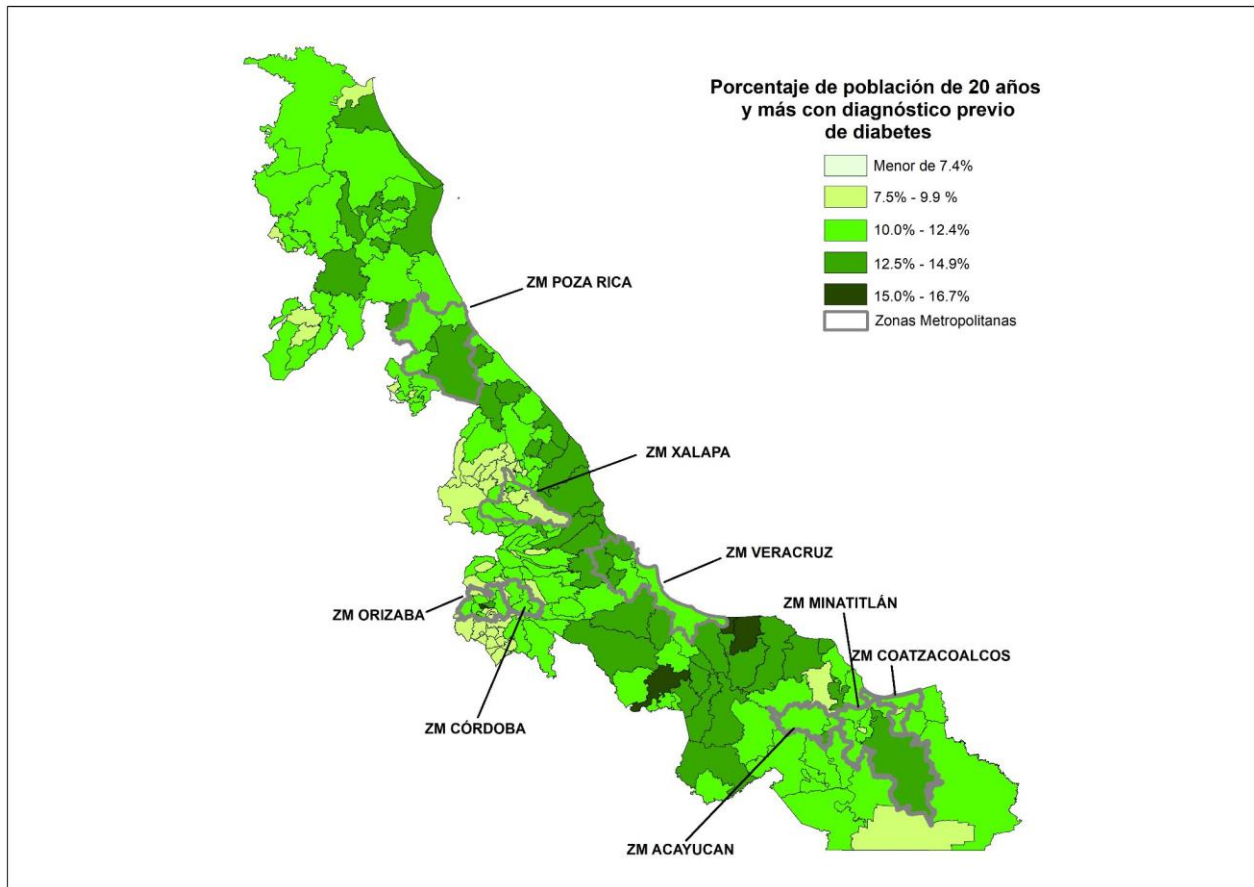 Porcentaje de población de 20 años
y más con diagnóstico previo
de diabetes
Menor de 7.4%
7.5% - 9.9 %
10.0% - 12.4%
12.5% - 14.9%
15.0% - 16.7%
Zonas Metropolitanas
ZM POZA RICA
ZM XALAPA
ZM VERACRUZ
ZM ORIZABA
ZM MINATITLÁN
ZM COATZACOALCOS
ZM CÓRDOBA
ZM ACAYUCAN